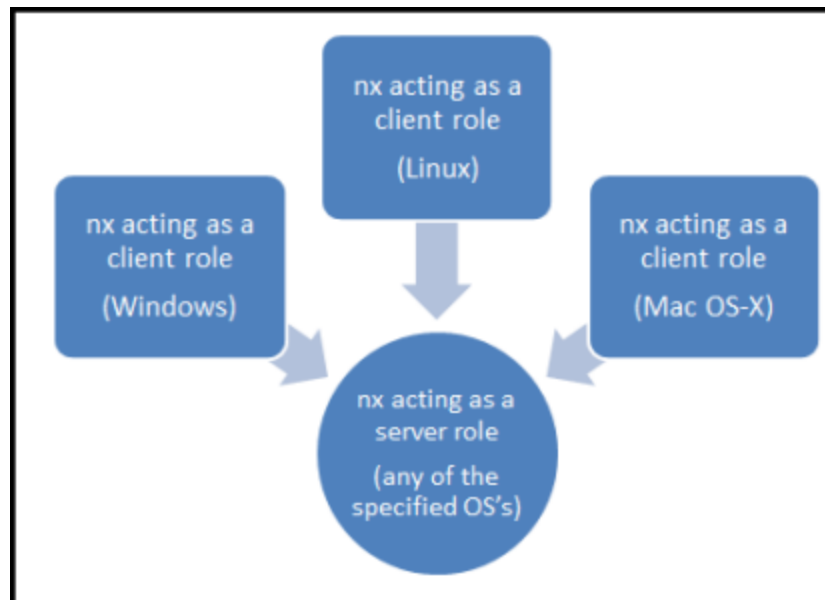 nx acting as a
client role
(Linux)
nx acting as a
client role
(Windows)
nx acting as a
client role
(Mac OS-X)
nx acting as a
server role
(any of the
specified OS's)